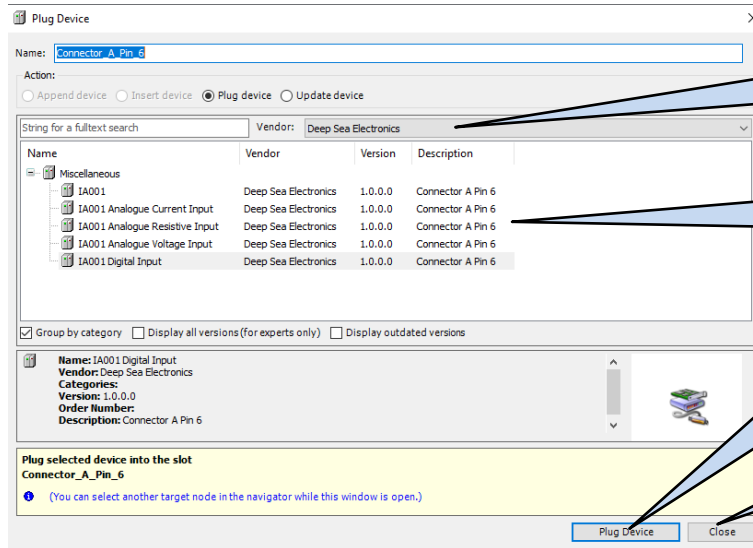 Plug Device
Name: Connector_A_Pin_6
Action:
Append device Insert device Plug device Update device
String for a fulltext search Vendor: Deep Sea Electronics
Name Vendor Version Description
Miscellaneous
IA001 Deep Sea Electronics 1.0.0.0 Connector A Pin 6
IA001 Analogue Current Input Deep Sea Electronics 1.0.0.0 Connector A Pin 6
IA001 Analogue Resistive Input Deep Sea Electronics 1.0.0.0 Connector A Pin 6
IA001 Analogue Voltage Input Deep Sea Electronics 1.0.0.0 Connector A Pin 6
IA001 Digital Input Deep Sea Electronics 1.0.0.0 Connector A Pin 6
Group by category Display all versions (for experts only) Display outdated versions
Name: IA001 Digital Input
Vendor: Deep Sea Electronics
Categories:
Version: 1.0.0.0
Order Number:
Description: Connector A Pin 6
Plug selected device into the slot
Connector_A_Pin_6
(You can select another target node in the navigator while this window is open.)
Plug Device Close